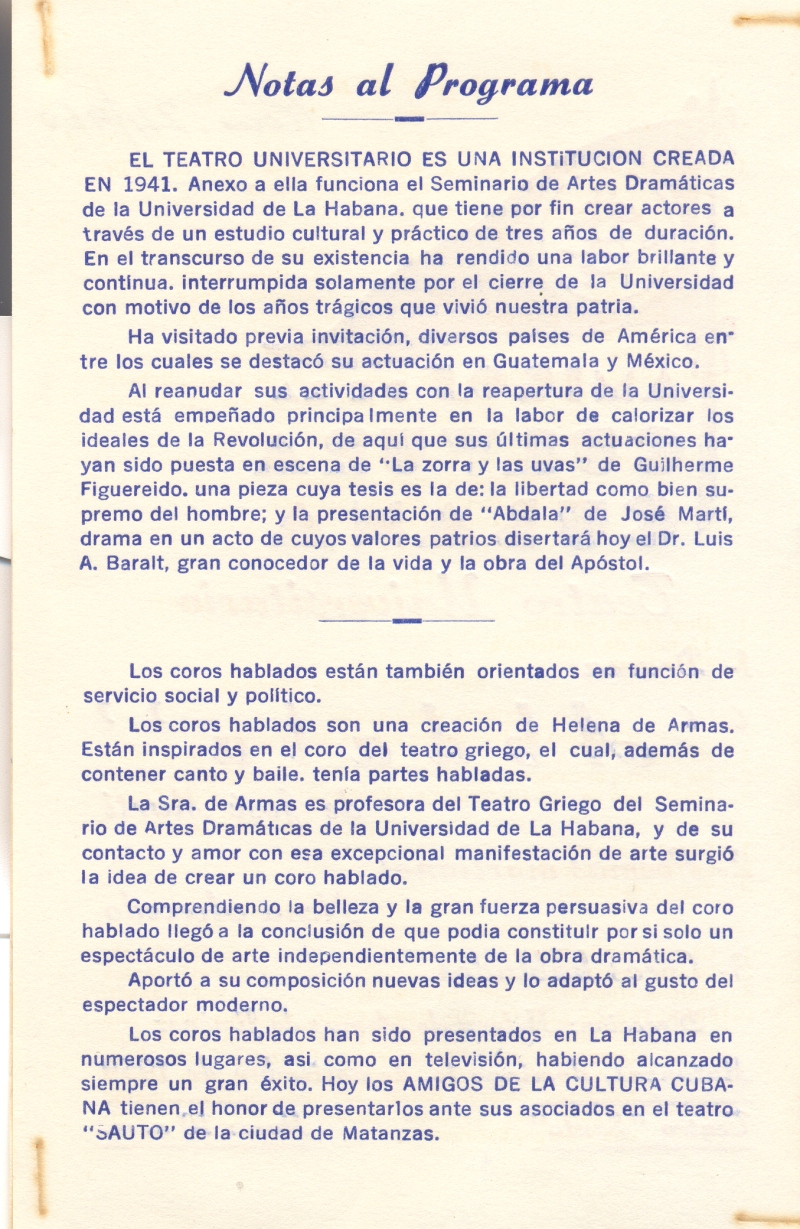 Notas al Programa
EL TEATRO UNIVERSITARIO ES UNA INSTiTUCION CREADA
EN 1941. Anexo a ella funciona el Seminario de Artes Dramáticas
de la Universidad de La Habana. que tiene por fin crear actores a
través de un estudio cultural y práctico de tres años de duración.
En el transcurso de su existencia ha rendido una labor brillante y
contínua. interrumpida solamente por el cierre de la Universidad
con motivo de los años trágicos que vivió nuestra patria.
Ha visitado previa invitación, diversos países de América en-
tre los cuales se destacó su actuación en Guatemala y México.
Al reanudar sus actividades con la reapertura de la Universi-
dad está empeñado principalmente en la labor de calorizar los
ideales de la Revolución, de aquí que sus últimas actuaciones ha-
yan sido puesta en escena de "La zorra y las uvas" de Guilherme
Figuereido. una pieza cuya tesis es la de: la libertad como bien su-
premo del hombre; y la presentación de "Abdala" de José Martí,
drama en un acto de cuyos valores patrios disertará hoy el Dr. Luis
A. Baralt, gran conocedor de la vida y la obra del Apóstol.
Los coros hablados están también orientados en función de
servicio social y político.
Los coros hablados son una creación de Helena de Armas.
Están inspirados en el coro del teatro griego, el cual, además de
contener canto y baile. tenía partes habladas.
La Sra. de Armas es profesora del Teatro Griego del Semina-
rio de Artes Dramáticas de la Universidad de La Habana, y de su
contacto y amor con esa excepcional manifestación de arte surgió
la idea de crear un coro hablado.
Comprendiendo la belleza y la gran fuerza persuasiva del coro
hablado llegó a la conclusión de que podia constituir por si solo un
espectáculo de arte independientemente de la obra dramática.
Aportó a su composición nuevas ideas y lo adaptó al gusto del
espectador moderno.
Los coros hablados han sido presentados en La Habana en
numerosos lugares, asi como en televisión, habiendo alcanzado
siempre un gran éxito. Hoy los AMIGOS DE LA CULTURA CUBA-
NA tienen el honor de presentarlos ante sus asociados en el teatro
"SAUTO" de la ciudad de Matanzas.